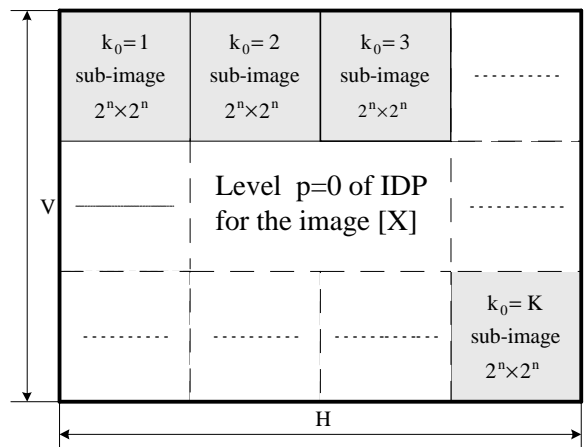 k₀=1
sub-image
2ⁿ×2ⁿ
k₀=2
sub-image
2ⁿ×2ⁿ
k₀=3
sub-image
2ⁿ×2ⁿ
Level p=0 of IDP
for the image [X]
V
k₀= K
sub-image
2ⁿ×2ⁿ
H